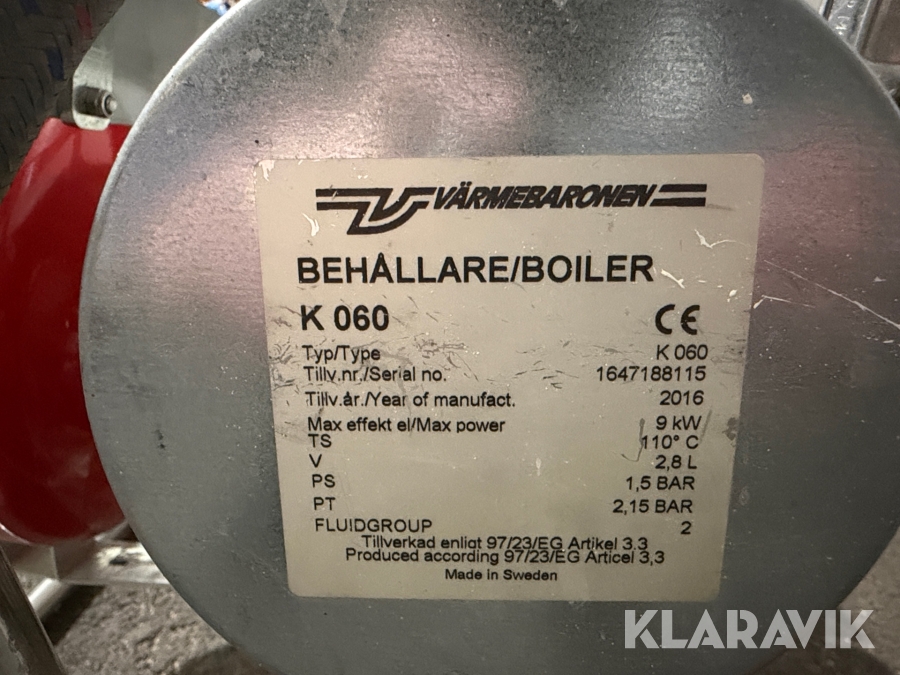 VÄRMEBARONEN
BEHÅLLARE/BOILER
K 060 CE
Typ/Type K 060
Tillv.nr./Serial no. 1647188115
Tillv.år./Year of manufact. 2016
Max effekt el/Max power 9 kW
TS 110° C
V 2,8 L
PS 1,5 BAR
PT 2,15 BAR
FLUIDGROUP 2
Tillverkad enligt 97/23/EG Artikel 3.3
Produced according 97/23/EG Articel 3,3
Made in Sweden
KLARAVIK